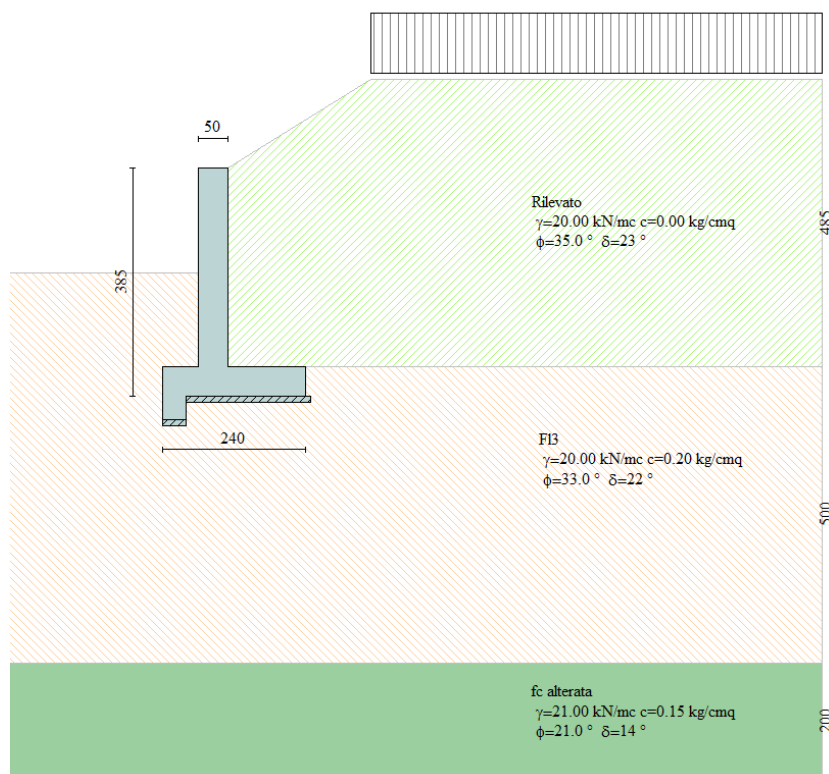 50
385
Rilevato
γ=20.00 kN/mc c=0.00 kg/cmq
ϕ=35.0 ° δ=23 °
485
240
Fl3
γ=20.00 kN/mc c=0.20 kg/cmq
ϕ=33.0 ° δ=22 °
500
fc alterata
γ=21.00 kN/mc c=0.15 kg/cmq
ϕ=21.0 ° δ=14 °
200